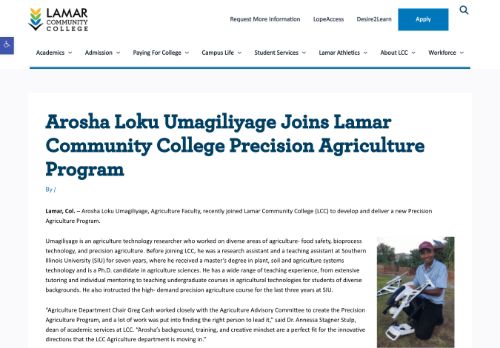 LAMAR
COMMUNITY
COLLEGE
Request More Information LopeAccess Desire2Learn Apply
Academics Admission Paying For College Campus Life Student Services Lamar Athletics About LCC Workforce
Arosha Loku Umagiliyage Joins Lamar
Community College Precision Agriculture
Program
By /
Lamar, Col. – Arosha Loku Umagiliyage, Agriculture Faculty, recently joined Lamar Community College (LCC) to develop and deliver a new Precision
Agriculture Program.
Umagiliyage is an agriculture technology researcher who worked on diverse areas of agriculture- food safety, bioprocess
technology, and precision agriculture. Before joining LCC, he was a research assistant and a teaching assistant at Southern
Illinois University (SIU) for seven years, where he received a master's degree in plant, soil and agriculture systems
technology and is a Ph.D. candidate in agriculture sciences. He has a wide range of teaching experience, from extensive
tutoring and individual mentoring to teaching undergraduate courses in agricultural technologies for students of diverse
backgrounds. He also instructed the high- demand precision agriculture course for the last three years at SIU.
"Agriculture Department Chair Greg Cash worked closely with the Agriculture Advisory Committee to create the Precision
Agriculture Program, and a lot of work was put into finding the right person to lead it," said Dr. Annessa Stagner Stulp,
dean of academic services at LCC. "Arosha's background, training, and creative mindset are a perfect fit for the innovative
directions that the LCC Agriculture department is moving in."